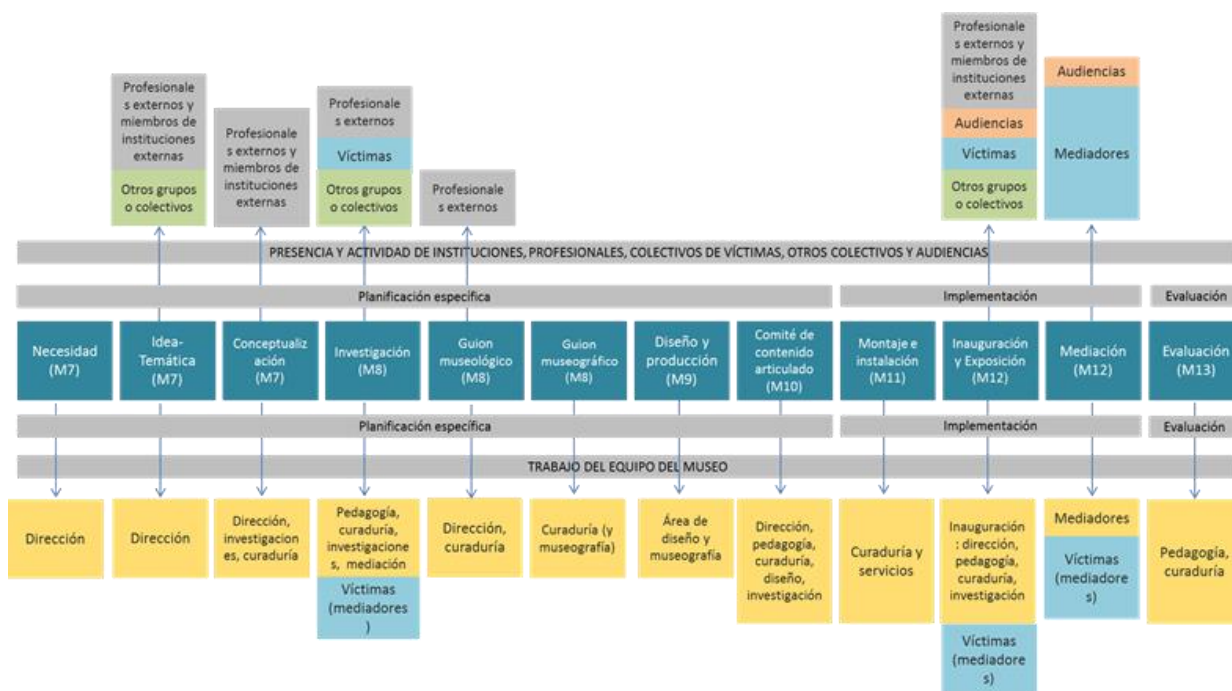 Profesionale
s externos y
miembros de
instituciones
externas
Otros grupos
o colectivos
Profesionales
externos y
miembros de
instituciones
externas
Profesionale
s externos
Víctimas
Otros grupos
o colectivos
Profesionale
s externos
Profesionale
s externos y
miembros de
instituciones
externas
Audiencias
Víctimas
Otros grupos
o colectivos
Audiencias
Mediadores
PRESENCIA Y ACTIVIDAD DE INSTITUCIONES, PROFESIONALES, COLECTIVOS DE VÍCTIMAS, OTROS COLECTIVOS Y AUDIENCIAS
Planificación específica
Implementación
Evaluación
Necesidad
(M7)
Idea-
Temática
(M7)
Conceptualiz
ación
(M7)
Investigación
(M8)
Guion
museológico
(M8)
Guion
museográfico
(M8)
Diseño y
producción
(M9)
Comité de
contenido
articulado
(M10)
Montaje e
instalación
(M11)
Inauguración
y Exposición
(M12)
Mediación
(M12)
Evaluación
(M13)
Planificación específica
Implementación
Evaluación
TRABAJO DEL EQUIPO DEL MUSEO
Dirección
Dirección
Dirección,
investigacion
es, curaduría
Pedagogía,
curaduría,
investigacione
s, mediación
Víctimas
(mediadores
)
Dirección,
curaduría
Curaduría (y
museografía)
Área de
diseño y
museografía
Dirección,
pedagogía,
curaduría,
diseño,
investigación
Curaduría y
servicios
Inauguración
: dirección,
pedagogía,
curaduría,
investigación
Víctimas
(mediadore
s)
Mediadores
Víctimas
(mediadore
s)
Pedagogía,
curaduría